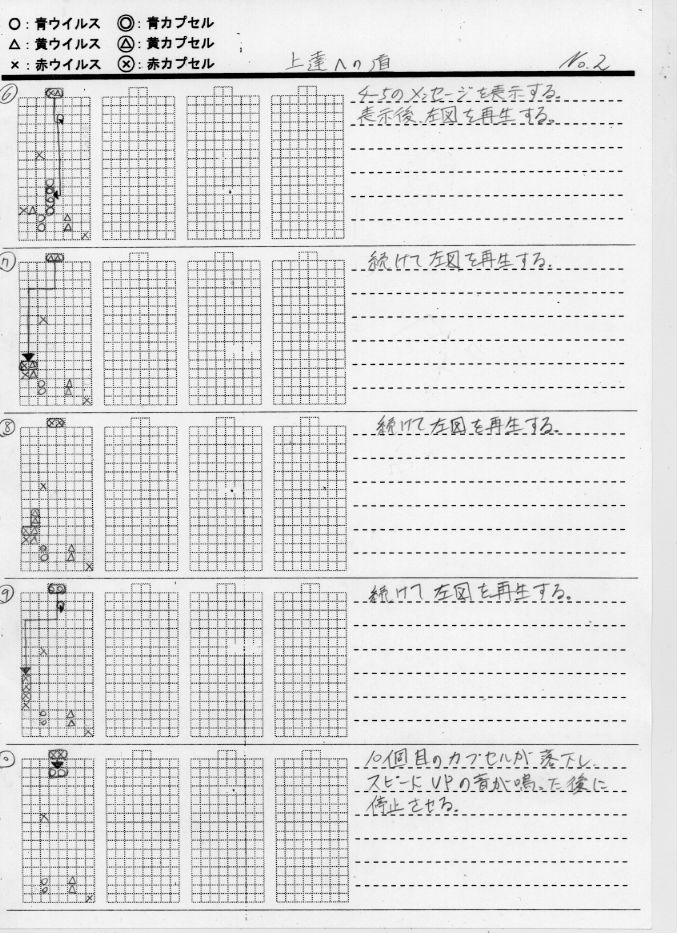 ○：青ウイルス ◎：青カプセル
△：黄ウイルス Ⓐ：黄カプセル
×：赤ウイルス ⓧ：赤カプセル
上達への道 No.2
⑥
4-5のメッセージを表示する。
表示後、左図を再生する。
⑦
続けて左図を再生する。
⑧
続けて左図を再生する。
⑨
続けて左図を再生する。
10個目のカプセルが落下し
スピードUPの音が鳴った後に
停止させる。